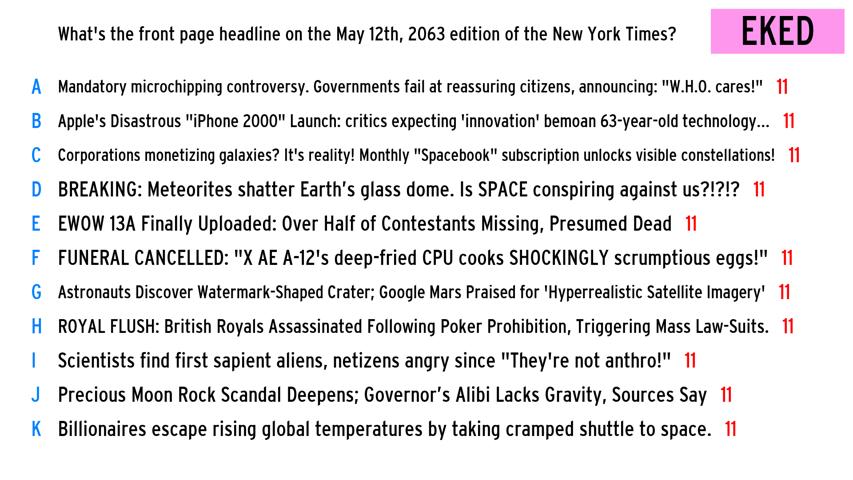 What's the front page headline on the May 12th, 2063 edition of the New York Times?
EKED
A Mandatory microchipping controversy. Governments fail at reassuring citizens, announcing: "W.H.O. cares!" 11
B Apple's Disastrous "iPhone 2000" Launch: critics expecting 'innovation' bemoan 63-year-old technology... 11
C Corporations monetizing galaxies? It's reality! Monthly "Spacebook" subscription unlocks visible constellations! 11
D BREAKING: Meteorites shatter Earth’s glass dome. Is SPACE conspiring against us?!?!? 11
E EWOW 13A Finally Uploaded: Over Half of Contestants Missing, Presumed Dead 11
F FUNERAL CANCELLED: "X AE A-12's deep-fried CPU cooks SHOCKINGLY scrumptious eggs!" 11
G Astronauts Discover Watermark-Shaped Crater; Google Mars Praised for 'Hyperrealistic Satellite Imagery' 11
H ROYAL FLUSH: British Royals Assassinated Following Poker Prohibition, Triggering Mass Law-Suits. 11
I Scientists find first sapient aliens, netizens angry since "They're not anthro!" 11
J Precious Moon Rock Scandal Deepens; Governor’s Alibi Lacks Gravity, Sources Say 11
K Billionaires escape rising global temperatures by taking cramped shuttle to space. 11